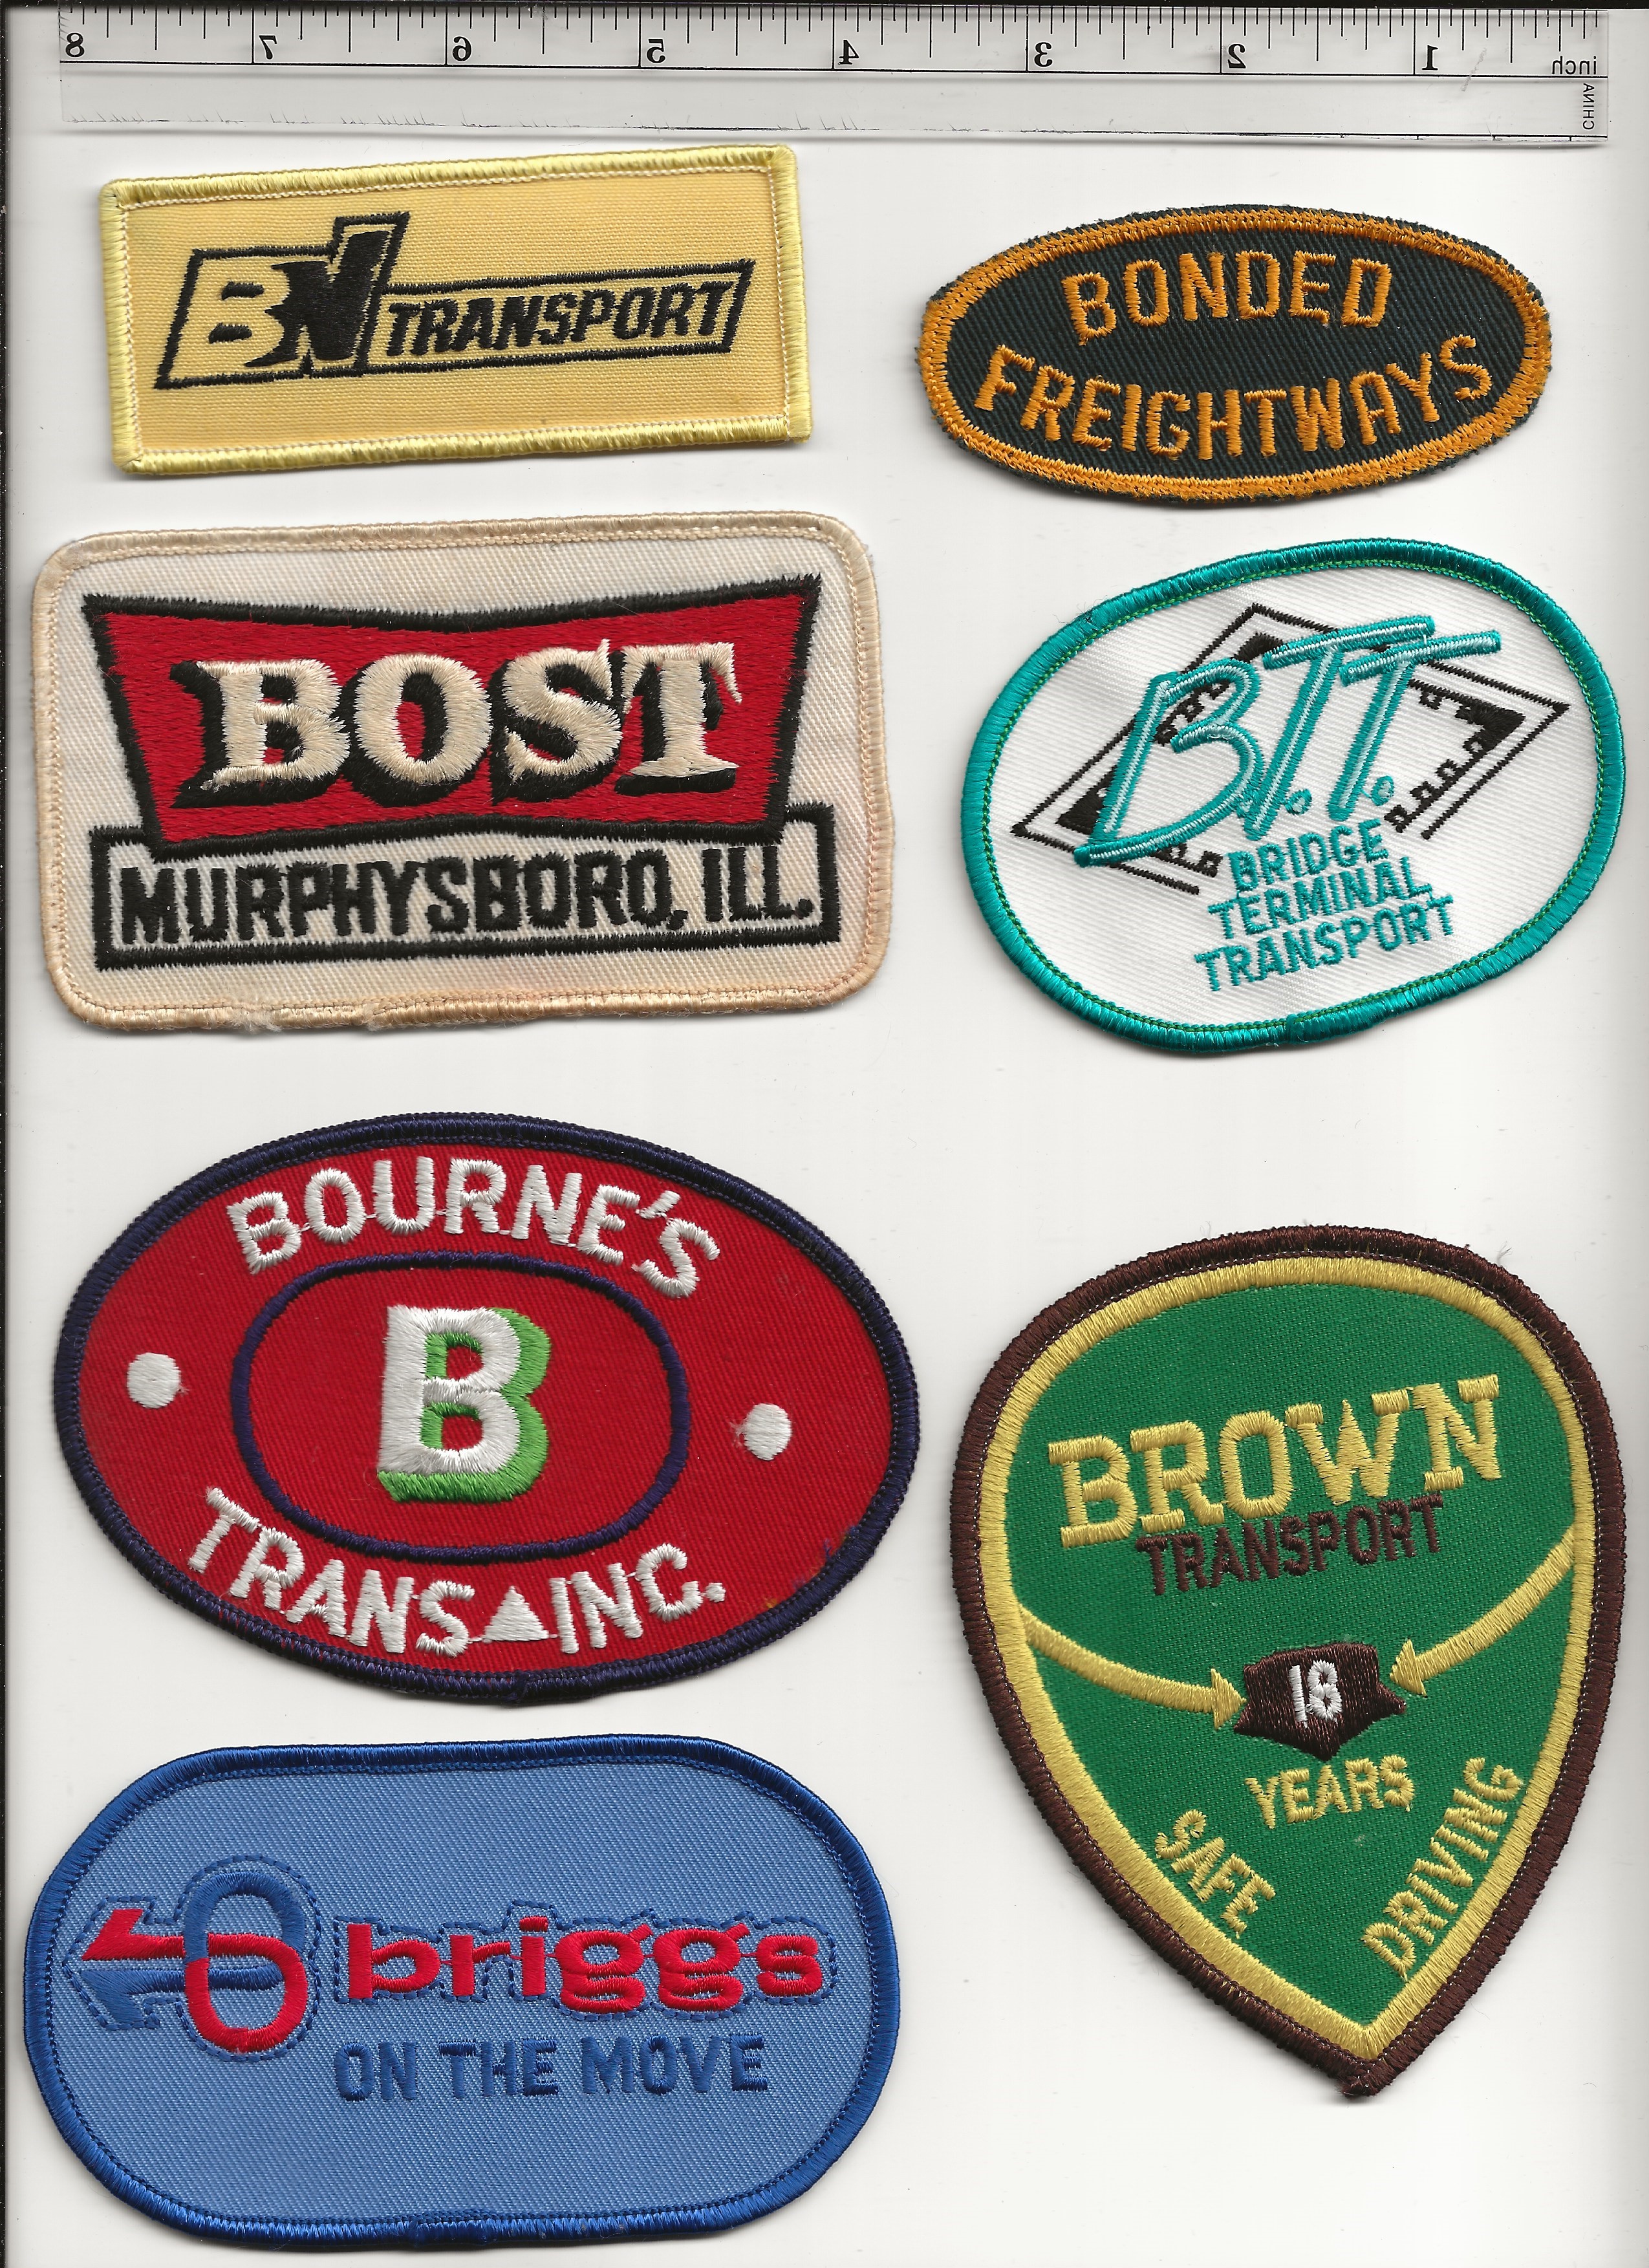 8 7 6 5 4 3 2 1 inch
CHINA
BN TRANSPORT
BONDED
FREIGHTWAYS
BOST
MURPHYSBORO, ILL.
B.T.T.
BRIDGE
TERMINAL
TRANSPORT
BOURNE'S
B
TRANS▲INC.
BROWN
TRANSPORT
18
YEARS
SAFE DRIVING
briggs
ON THE MOVE